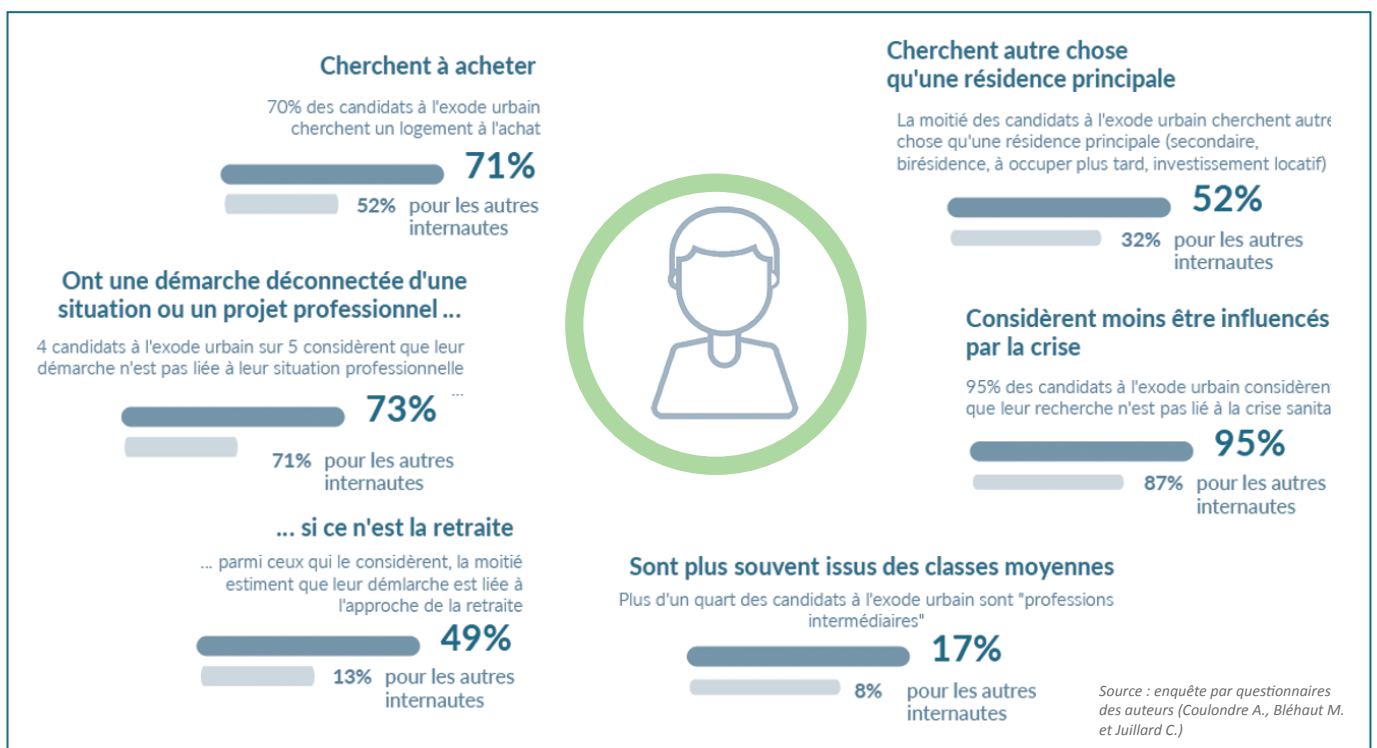 Cherchent à acheter
70% des candidats à l'exode urbain
cherchent un logement à l'achat
71%
52% pour les autres
internautes
Ont une démarche déconnectée d'une
situation ou un projet professionnel ...
4 candidats à l'exode urbain sur 5 considèrent que leur
démarche n'est pas liée à leur situation professionnelle
...
73%
71% pour les autres
internautes
... si ce n'est la retraite
... parmi ceux qui le considèrent, la moitié
estiment que leur démlarche est liée à
l'approche de la retraite
49%
13% pour les autres
internautes
Cherchent autre chose
qu'une résidence principale
La moitié des candidats à l'exode urbain cherchent autre
chose qu'une résidence principale (secondaire,
birésidence, à occuper plus tard, investissement locatif)
52%
32% pour les autres
internautes
Considèrent moins être influencés
par la crise
95% des candidats à l'exode urbain considèren
que leur recherche n'est pas lié à la crise sanita
95%
87% pour les autres
internautes
Sont plus souvent issus des classes moyennes
Plus d'un quart des candidats à l'exode urbain sont "professions
intermédiaires"
17%
8% pour les autres
internautes
Source : enquête par questionnaires
des auteurs (Coulondre A., Bléhaut M.
et Juillard C.)